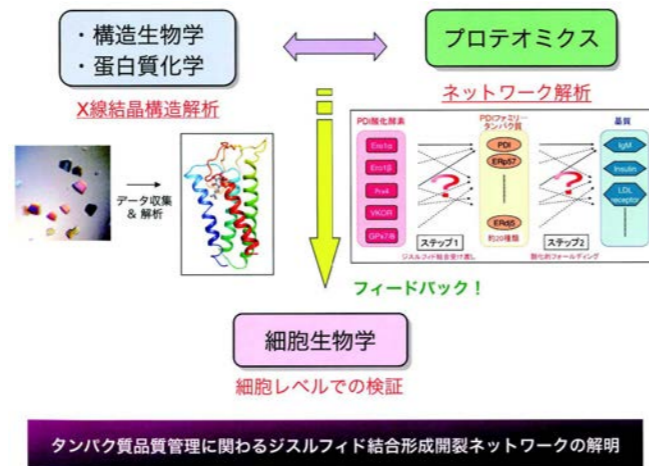 ・構造生物学
・蛋白質化学
プロテオミクス
X線結晶構造解析
ネットワーク解析
データ収集
& 解析
PDI酸化酵素
Ero1α
Ero1β
Prx4
VKOR
GPx7/8
?
ステップ1
ジスルフィド結合受け渡し
PDIファミリー
タンパク質
PDI
ERp57
ERdj5
約20種類
?
ステップ2
酸化的フォールディング
基質
IgM
Insulin
LDL
receptor
フィードバック！
細胞生物学
細胞レベルでの検証
タンパク質品質管理に関わるジスルフィド結合形成開裂ネットワークの解明